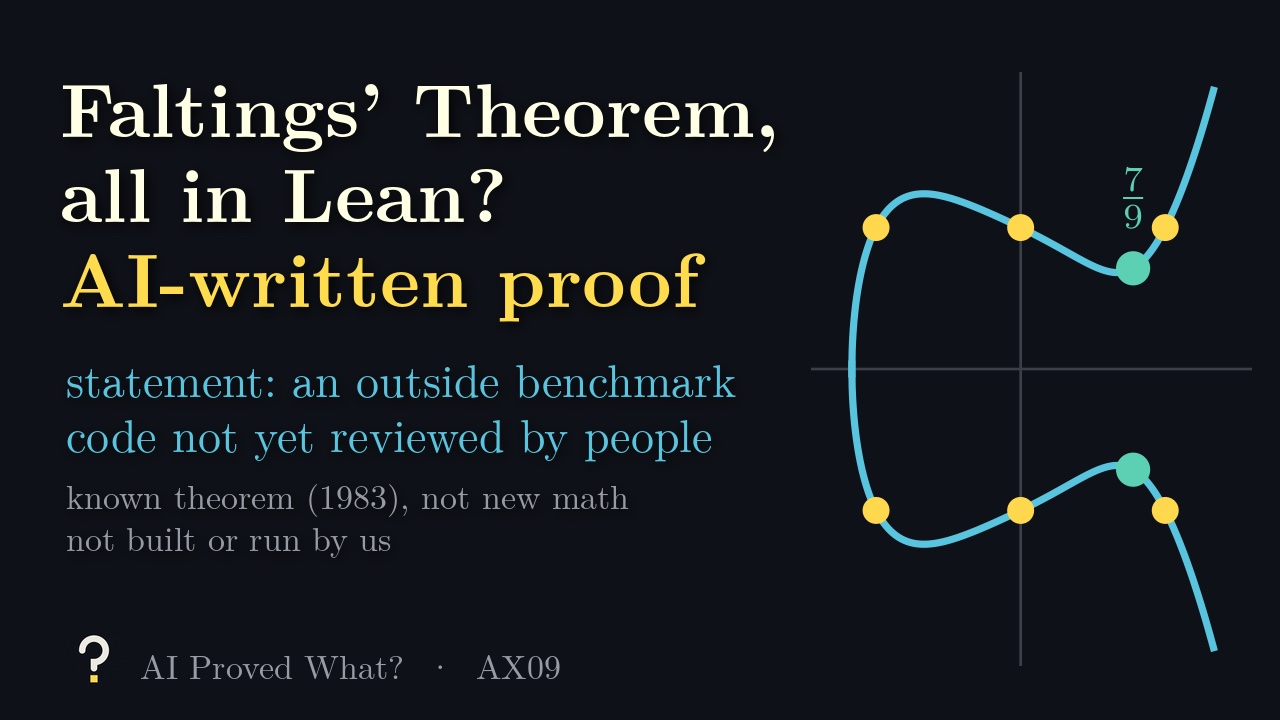 Faltings’ Theorem,
all in Lean?
AI-written proof
statement: an outside benchmark
code not yet reviewed by people
known theorem (1983), not new math
not built or run by us
? AI Proved What? · AX09
7
9